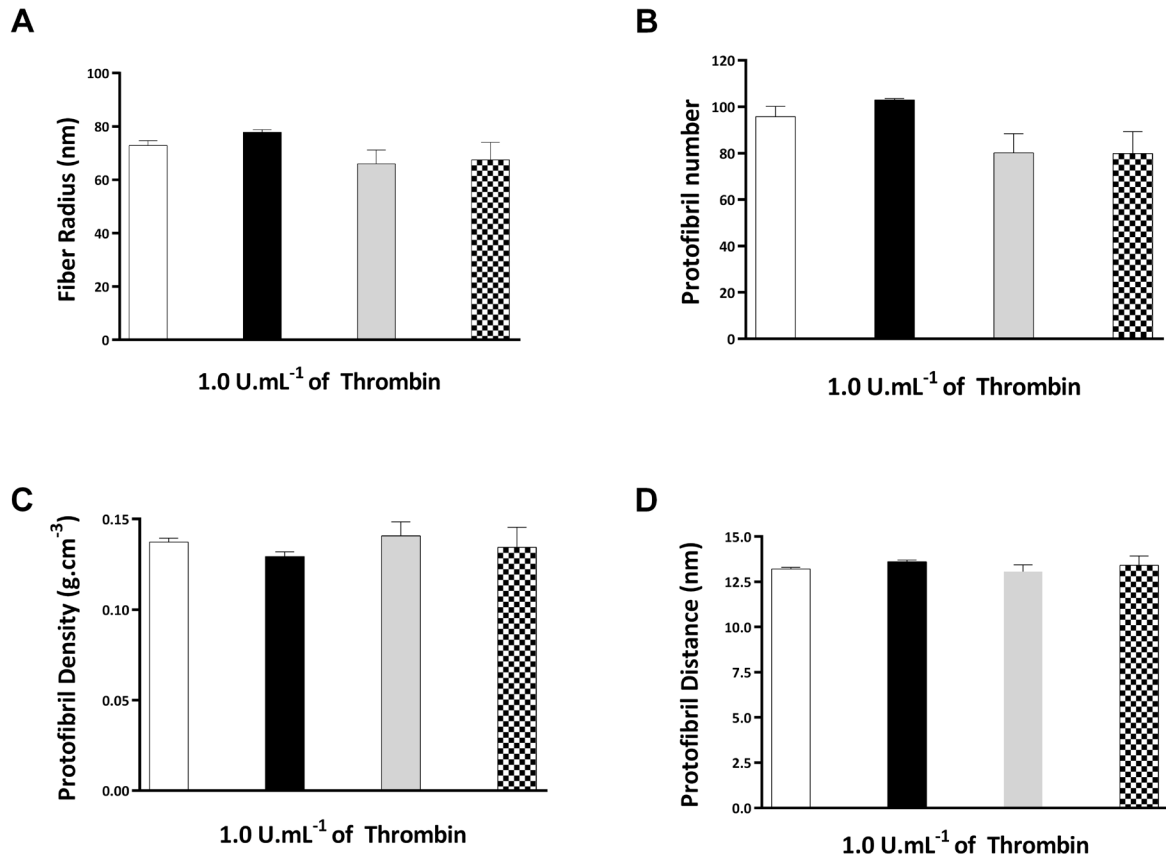 A
Fiber Radius (nm)
100
80
60
40
20
0
1.0 U.mL⁻¹ of Thrombin
B
Protofibril number
120
100
80
60
40
20
0
1.0 U.mL⁻¹ of Thrombin
C
Protofibril Density (g.cm⁻³)
0.15
0.10
0.05
0.00
1.0 U.mL⁻¹ of Thrombin
D
Protofibril Distance (nm)
15.0
12.5
15.0
7.5
5.0
12.5
0.0
1.0 U.mL⁻¹ of Thrombin